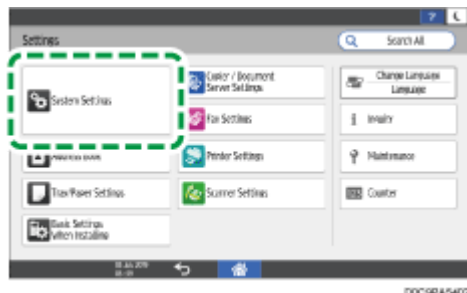 Settings
Search All
System Settings
Copier / Document
Server Settings
Change Language
Language
Fax Settings
i Inquiry
Address Book
Printer Settings
Maintenance
Tray/Paper Settings
Scanner Settings
Counter
Basic Settings
When Installing